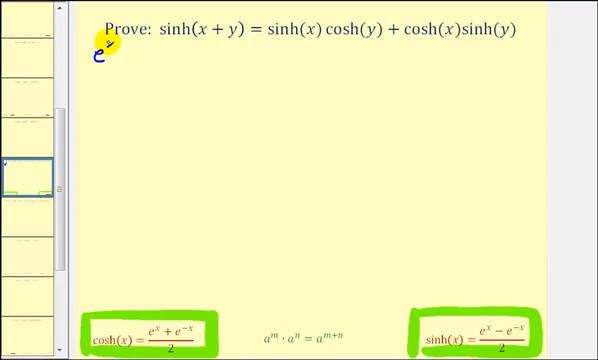 Prove: sinh(x + y) = sinh(x) cosh(y) + cosh(x)sinh(y)
e^x
cosh(x) = (e^x + e^-x)/2
a^m · a^n = a^(m+n)
sinh(x) = (e^x − e^-x)/2